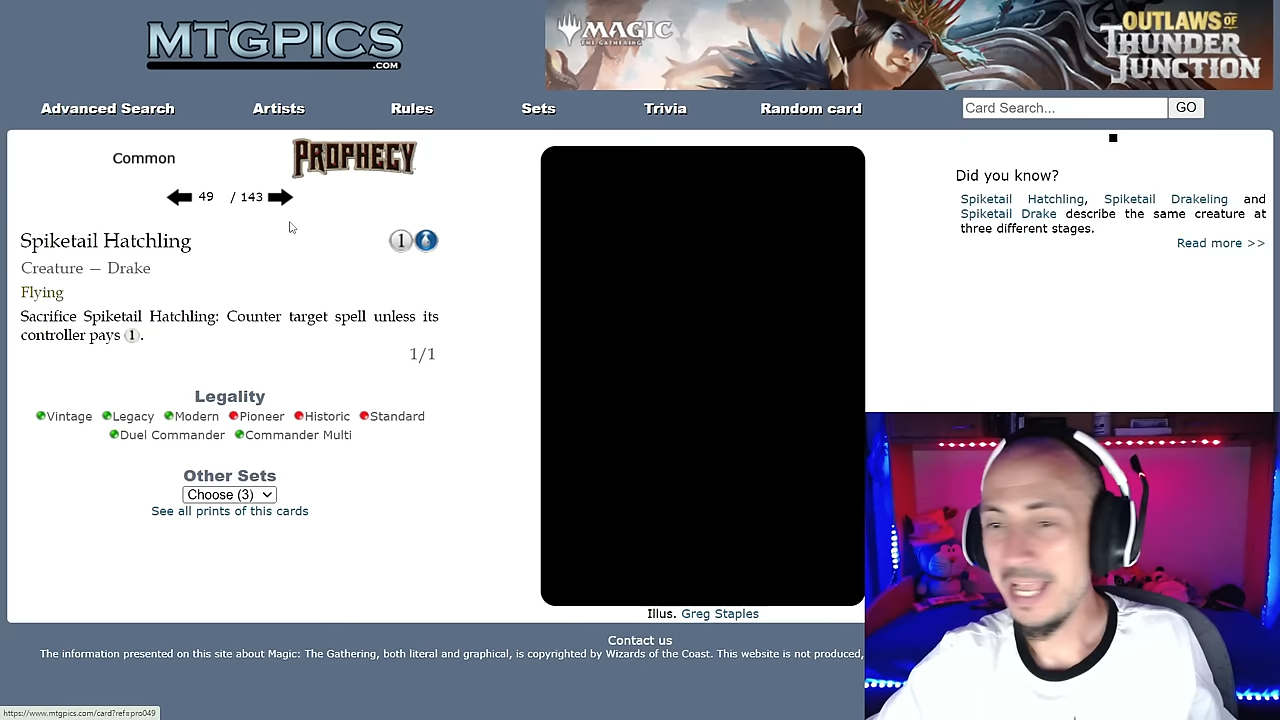 MTGPICS
.COM
MAGIC
THE GATHERING
OUTLAWS OF
THUNDER
JUNCTION
Advanced Search Artists Rules Sets Trivia Random card Card Search... GO
Common PROPHECY
49 / 143
Spiketail Hatchling 1
Creature — Drake
Flying
Sacrifice Spiketail Hatchling: Counter target spell unless its
controller pays 1.
1/1
Legality
Vintage Legacy Modern Pioneer Historic Standard
Duel Commander Commander Multi
Other Sets
Choose (3)
See all prints of this cards
Illus. Greg Staples
Did you know?
Spiketail Hatchling, Spiketail Drakeling and
Spiketail Drake describe the same creature at
three different stages.
Read more >>
Contact us
The information presented on this site about Magic: The Gathering, both literal and graphical, is copyrighted by Wizards of the Coast. This website is not produced,
https://www.mtgpics.com/card?ref=pro049